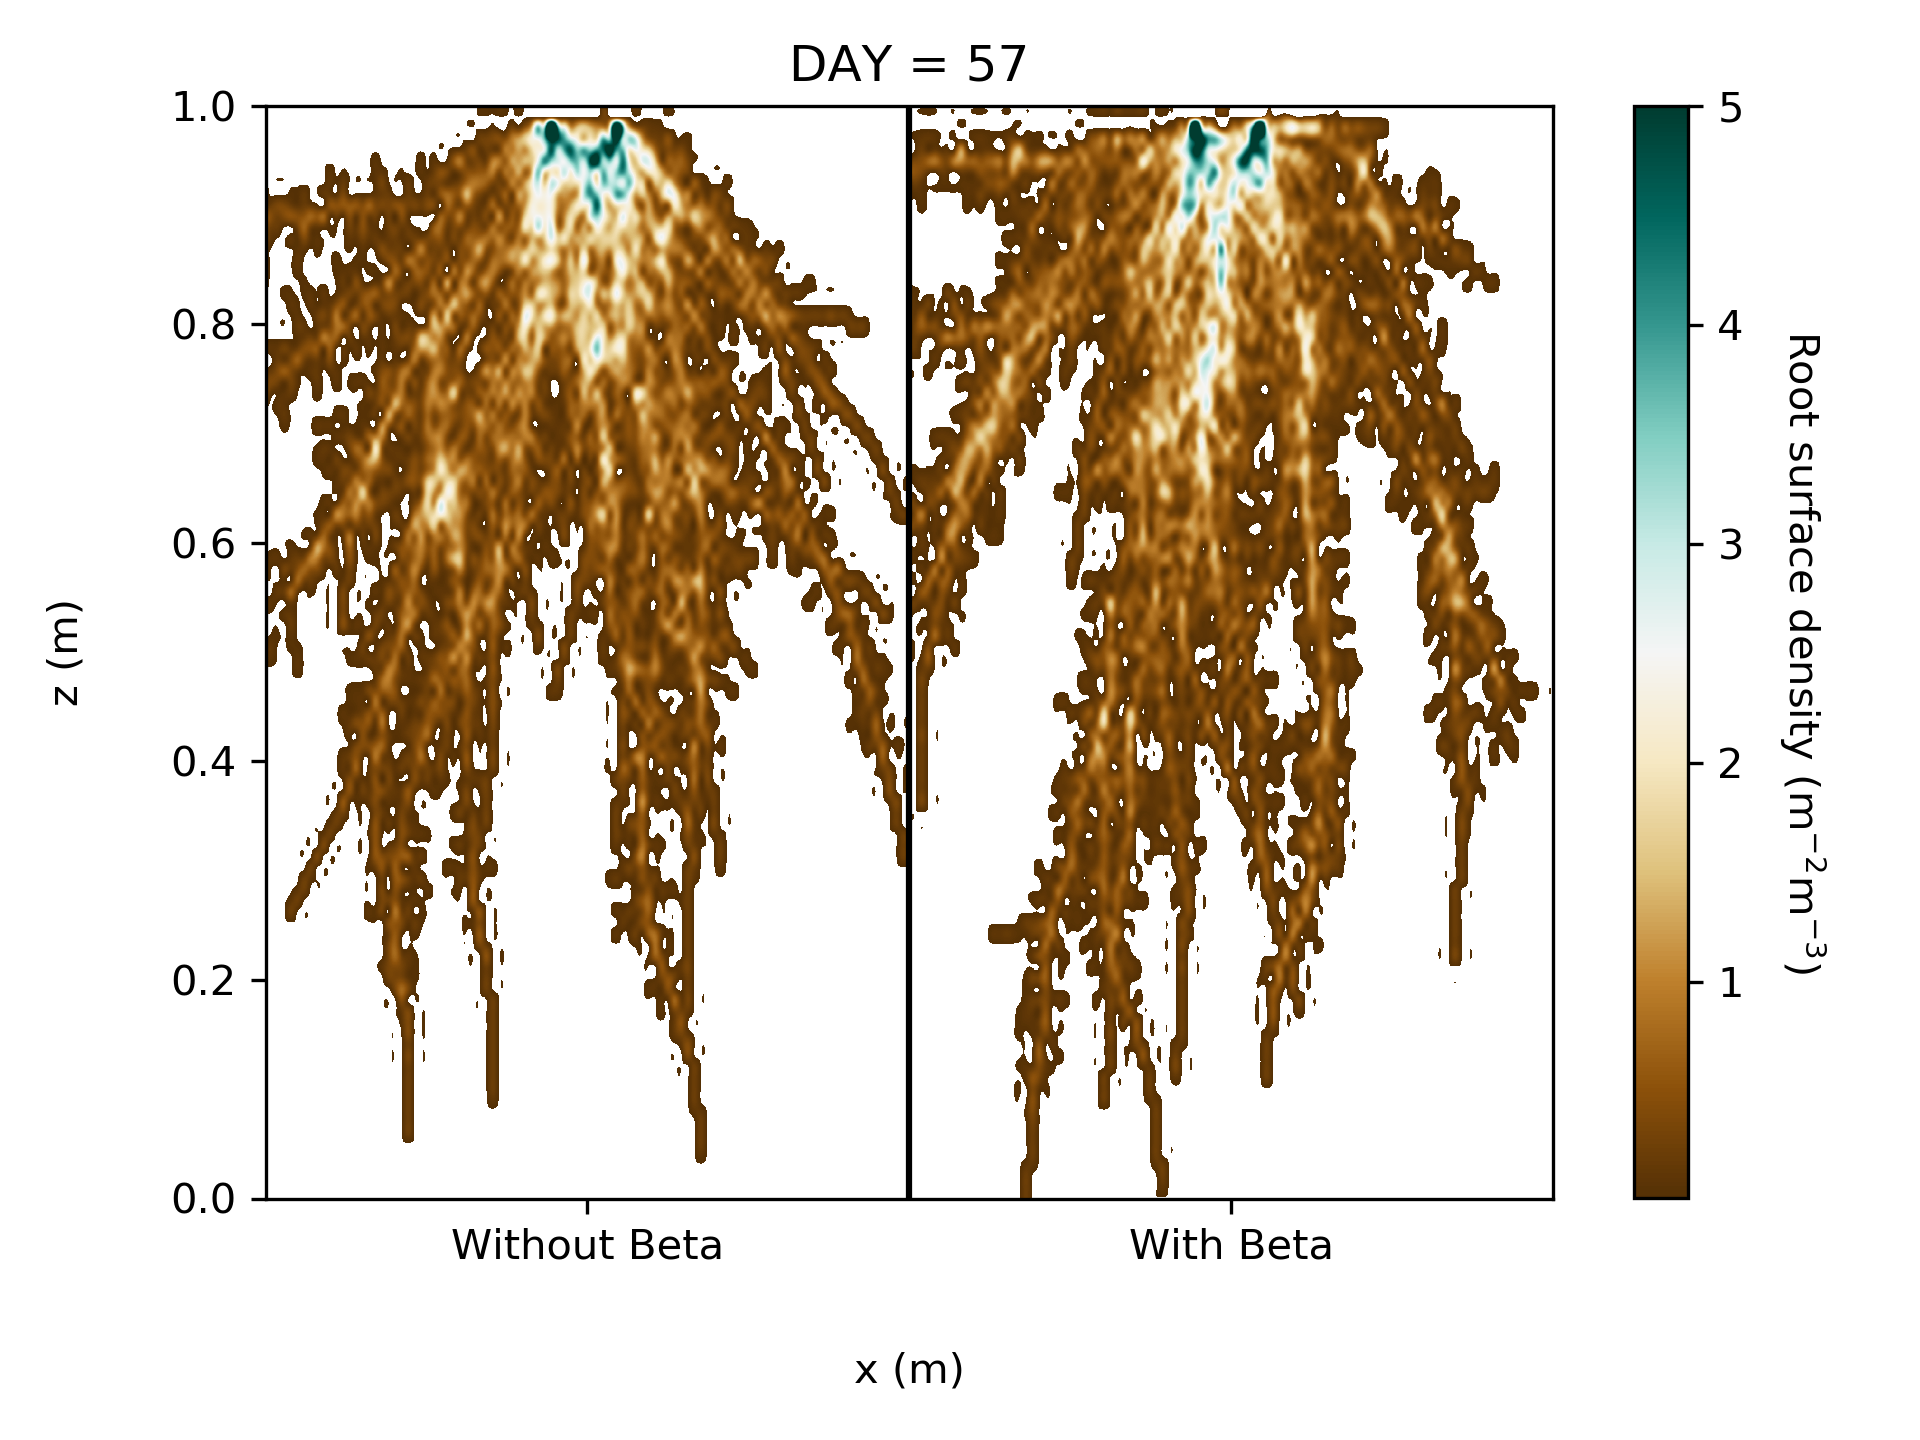 DAY = 57
1.0
0.8
0.6
0.4
0.2
0.0
z (m)
Without Beta
With Beta
x (m)
5
4
3
2
1
Root surface density (m⁻²m⁻³)